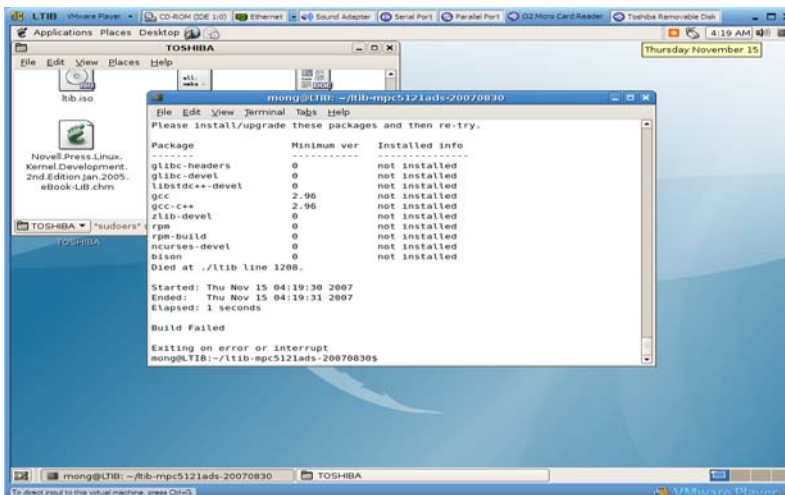 LTIB VMware Player CD-ROM (IDE 1:0) Ethernet Sound Adapter Serial Port Parallel Port O2 Micro Card Reader Toshiba Removable Disk
Applications Places Desktop 4:19 AM
Thursday November 15
TOSHIBA
File Edit View Places Help
ltib.iso
Novell.Press.Linux.
Kernel.Development.
2nd.Edition.Jan.2005.
eBook-LiB.chm
TOSHIBA "sudoers"
TOSHIBA
mong@LTIB: ~/ltib-mpc5121ads-20070830
File Edit View Terminal Tabs Help
Please install/upgrade these packages and then re-try.
Package Minimum ver Installed info
------- ----------- ---------------
glibc-headers 0 not installed
glibc-devel 0 not installed
libstdc++-devel 0 not installed
gcc 2.96 not installed
gcc-c++ 2.96 not installed
zlib-devel 0 not installed
rpm 0 not installed
rpm-build 0 not installed
ncurses-devel 0 not installed
bison 0 not installed
Died at ./ltib line 1208.
Started: Thu Nov 15 04:19:30 2007
Ended: Thu Nov 15 04:19:31 2007
Elapsed: 1 seconds
Build Failed
Exiting on error or interrupt
mong@LTIB:~/ltib-mpc5121ads-20070830$
mong@LTIB: ~/ltib-mpc5121ads-20070830 TOSHIBA
To direct input to this virtual machine, press Ctrl+G.
VMware Player